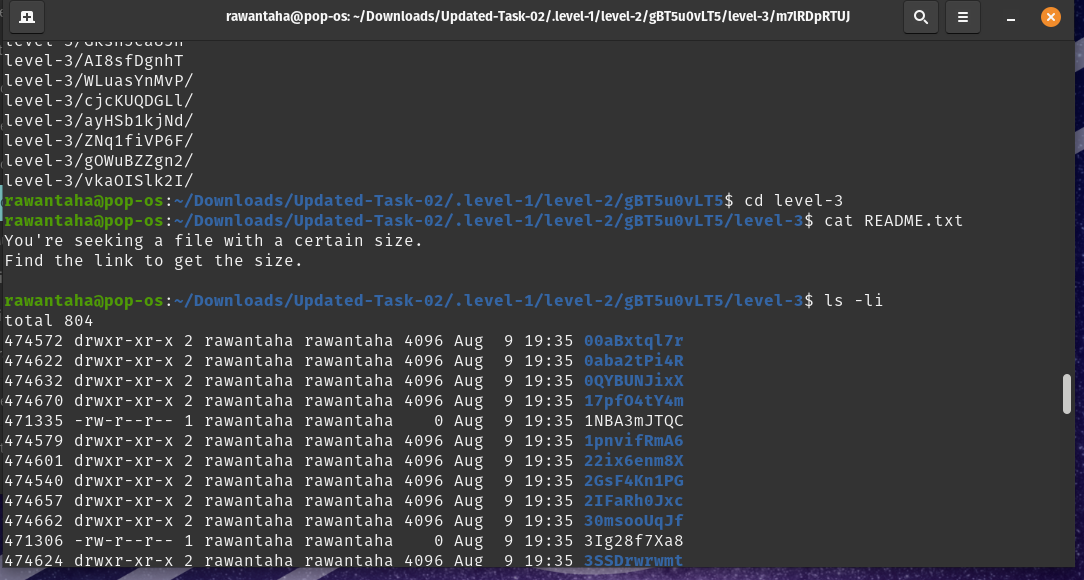 rawantaha@pop-os: ~/Downloads/Updated-Task-02/.level-1/level-2/gBT5u0vLT5/level-3/m7lRDpRTUJ
level-3/AI8sfDgnhT
level-3/WLuasYnMvP/
level-3/cjcKUQDGLl/
level-3/ayHSb1kjNd/
level-3/ZNq1fiVP6F/
level-3/gOWuBZZgn2/
level-3/vkaOISlk2I/
rawantaha@pop-os:~/Downloads/Updated-Task-02/.level-1/level-2/gBT5u0vLT5$ cd level-3
rawantaha@pop-os:~/Downloads/Updated-Task-02/.level-1/level-2/gBT5u0vLT5/level-3$ cat README.txt
You're seeking a file with a certain size.
Find the link to get the size.
rawantaha@pop-os:~/Downloads/Updated-Task-02/.level-1/level-2/gBT5u0vLT5/level-3$ ls -li
total 804
474572 drwxr-xr-x 2 rawantaha rawantaha 4096 Aug  9 19:35 00aBxtql7r
474622 drwxr-xr-x 2 rawantaha rawantaha 4096 Aug  9 19:35 0aba2tPi4R
474632 drwxr-xr-x 2 rawantaha rawantaha 4096 Aug  9 19:35 0QYBUNJixX
474670 drwxr-xr-x 2 rawantaha rawantaha 4096 Aug  9 19:35 17pfO4tY4m
471335 -rw-r--r-- 1 rawantaha rawantaha    0 Aug  9 19:35 1NBA3mJTQC
474579 drwxr-xr-x 2 rawantaha rawantaha 4096 Aug  9 19:35 1pnvifRmA6
474601 drwxr-xr-x 2 rawantaha rawantaha 4096 Aug  9 19:35 22ix6enm8X
474540 drwxr-xr-x 2 rawantaha rawantaha 4096 Aug  9 19:35 2GsF4Kn1PG
474657 drwxr-xr-x 2 rawantaha rawantaha 4096 Aug  9 19:35 2IFaRh0Jxc
474662 drwxr-xr-x 2 rawantaha rawantaha 4096 Aug  9 19:35 30msooUqJf
471306 -rw-r--r-- 1 rawantaha rawantaha    0 Aug  9 19:35 3Ig28f7Xa8
474624 drwxr-xr-x 2 rawantaha rawantaha 4096 Aug  9 19:35 3SSDrwrwmt